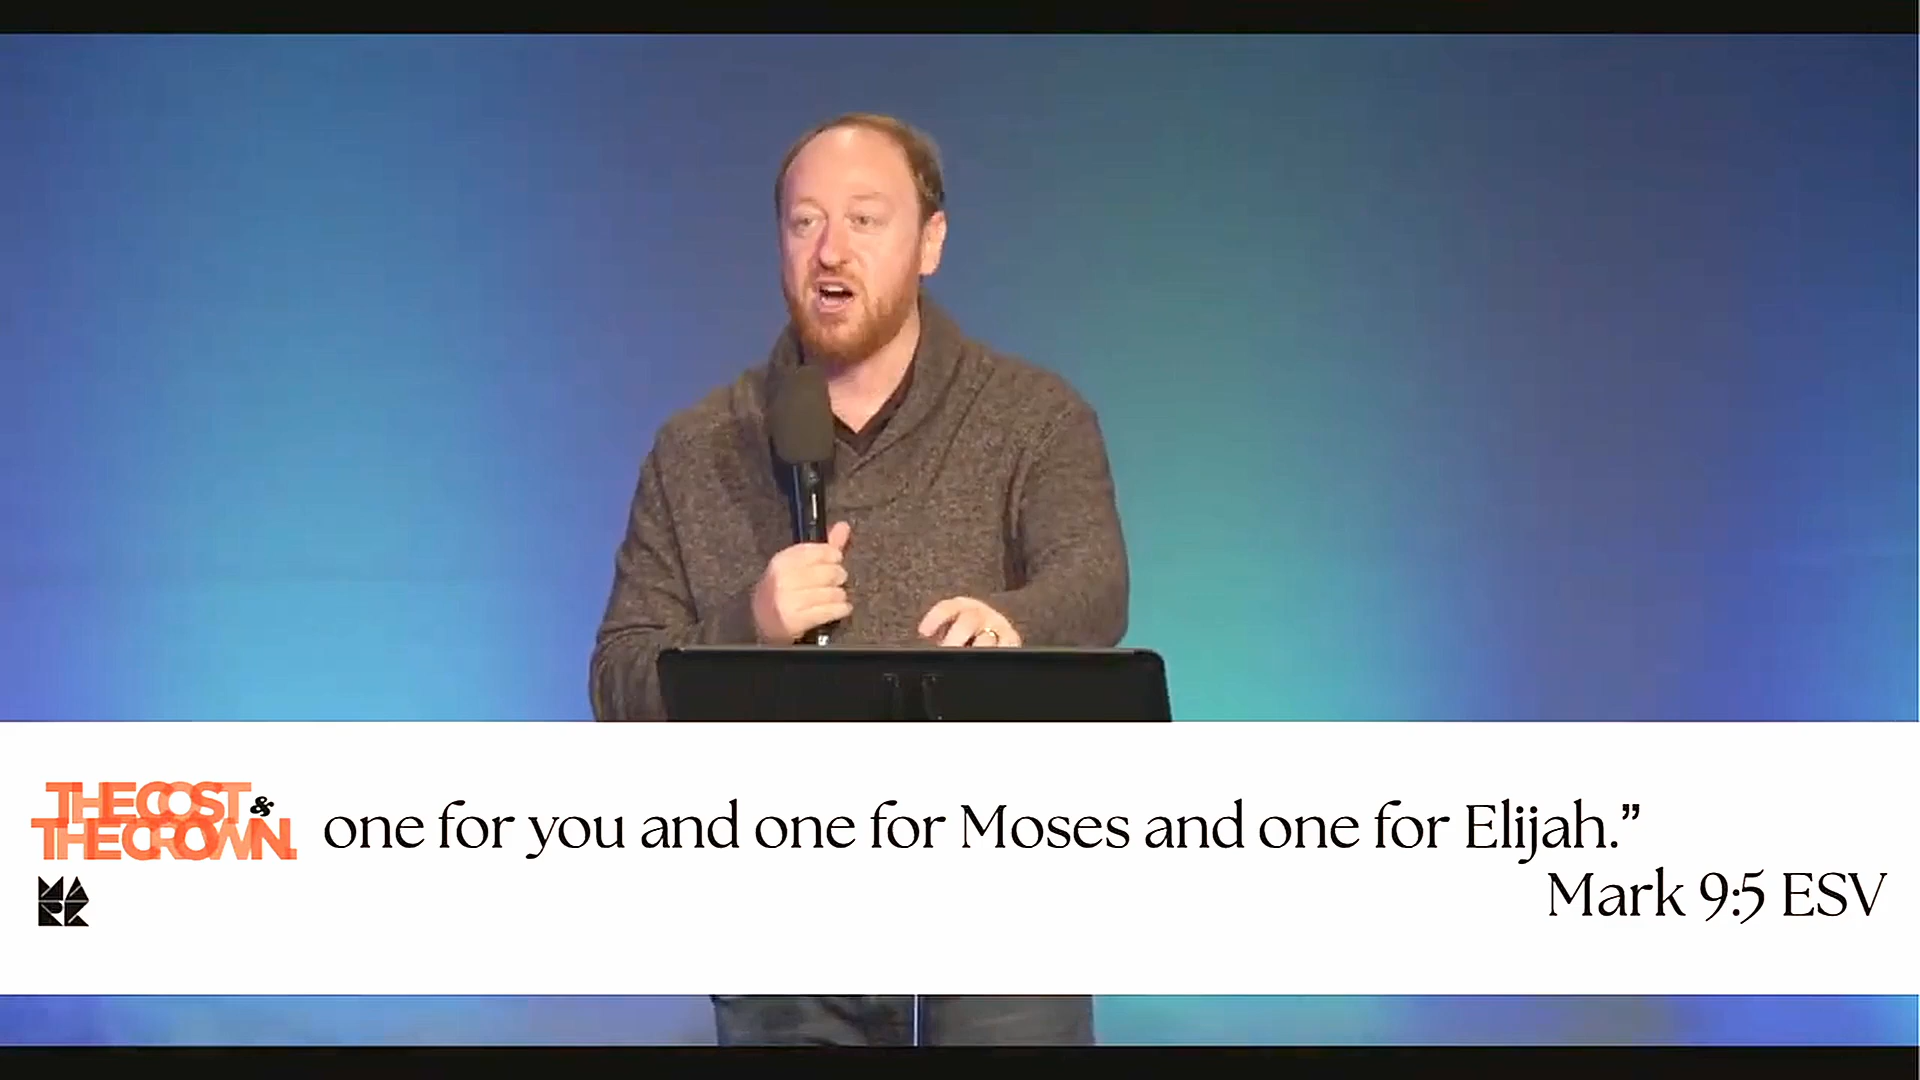 THE COST &
THE CROWN.
MARK
one for you and one for Moses and one for Elijah.”
Mark 9:5 ESV